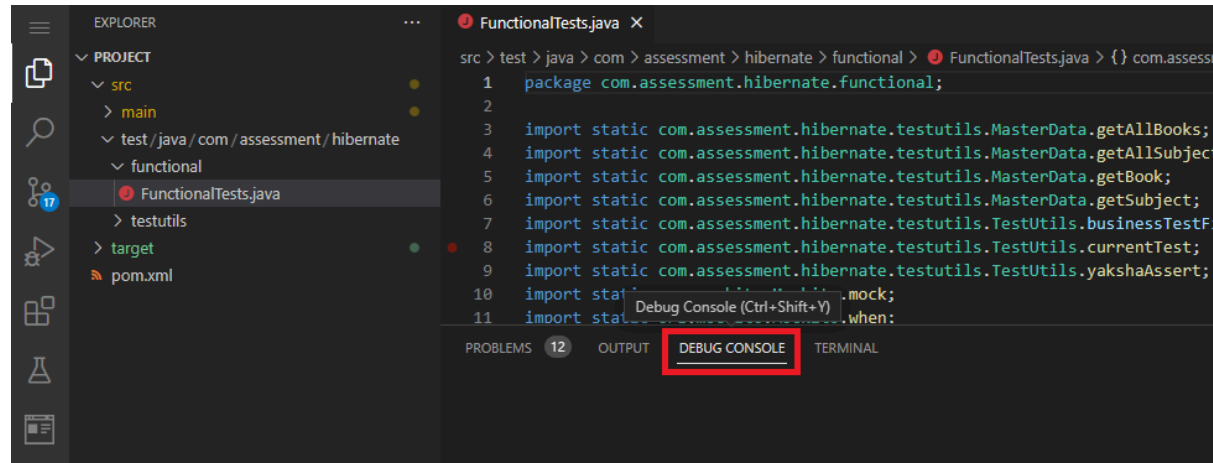 EXPLORER
PROJECT
src
main
test/java/com/assessment/hibernate
functional
FunctionalTests.java
testutils
target
pom.xml
17
FunctionalTests.java
src > test > java > com > assessment > hibernate > functional > FunctionalTests.java > {} com.assess
1 package com.assessment.hibernate.functional;
2
3 import static com.assessment.hibernate.testutils.MasterData.getAllBooks;
4 import static com.assessment.hibernate.testutils.MasterData.getAllSubjec
5 import static com.assessment.hibernate.testutils.MasterData.getBook;
6 import static com.assessment.hibernate.testutils.MasterData.getSubject;
7 import static com.assessment.hibernate.testutils.TestUtils.businessTestF
8 import static com.assessment.hibernate.testutils.TestUtils.currentTest;
9 import static com.assessment.hibernate.testutils.TestUtils.yakshaAssert;
10 import stat .mock;
11 import stat .when;
Debug Console (Ctrl+Shift+Y)
PROBLEMS 12 OUTPUT DEBUG CONSOLE TERMINAL